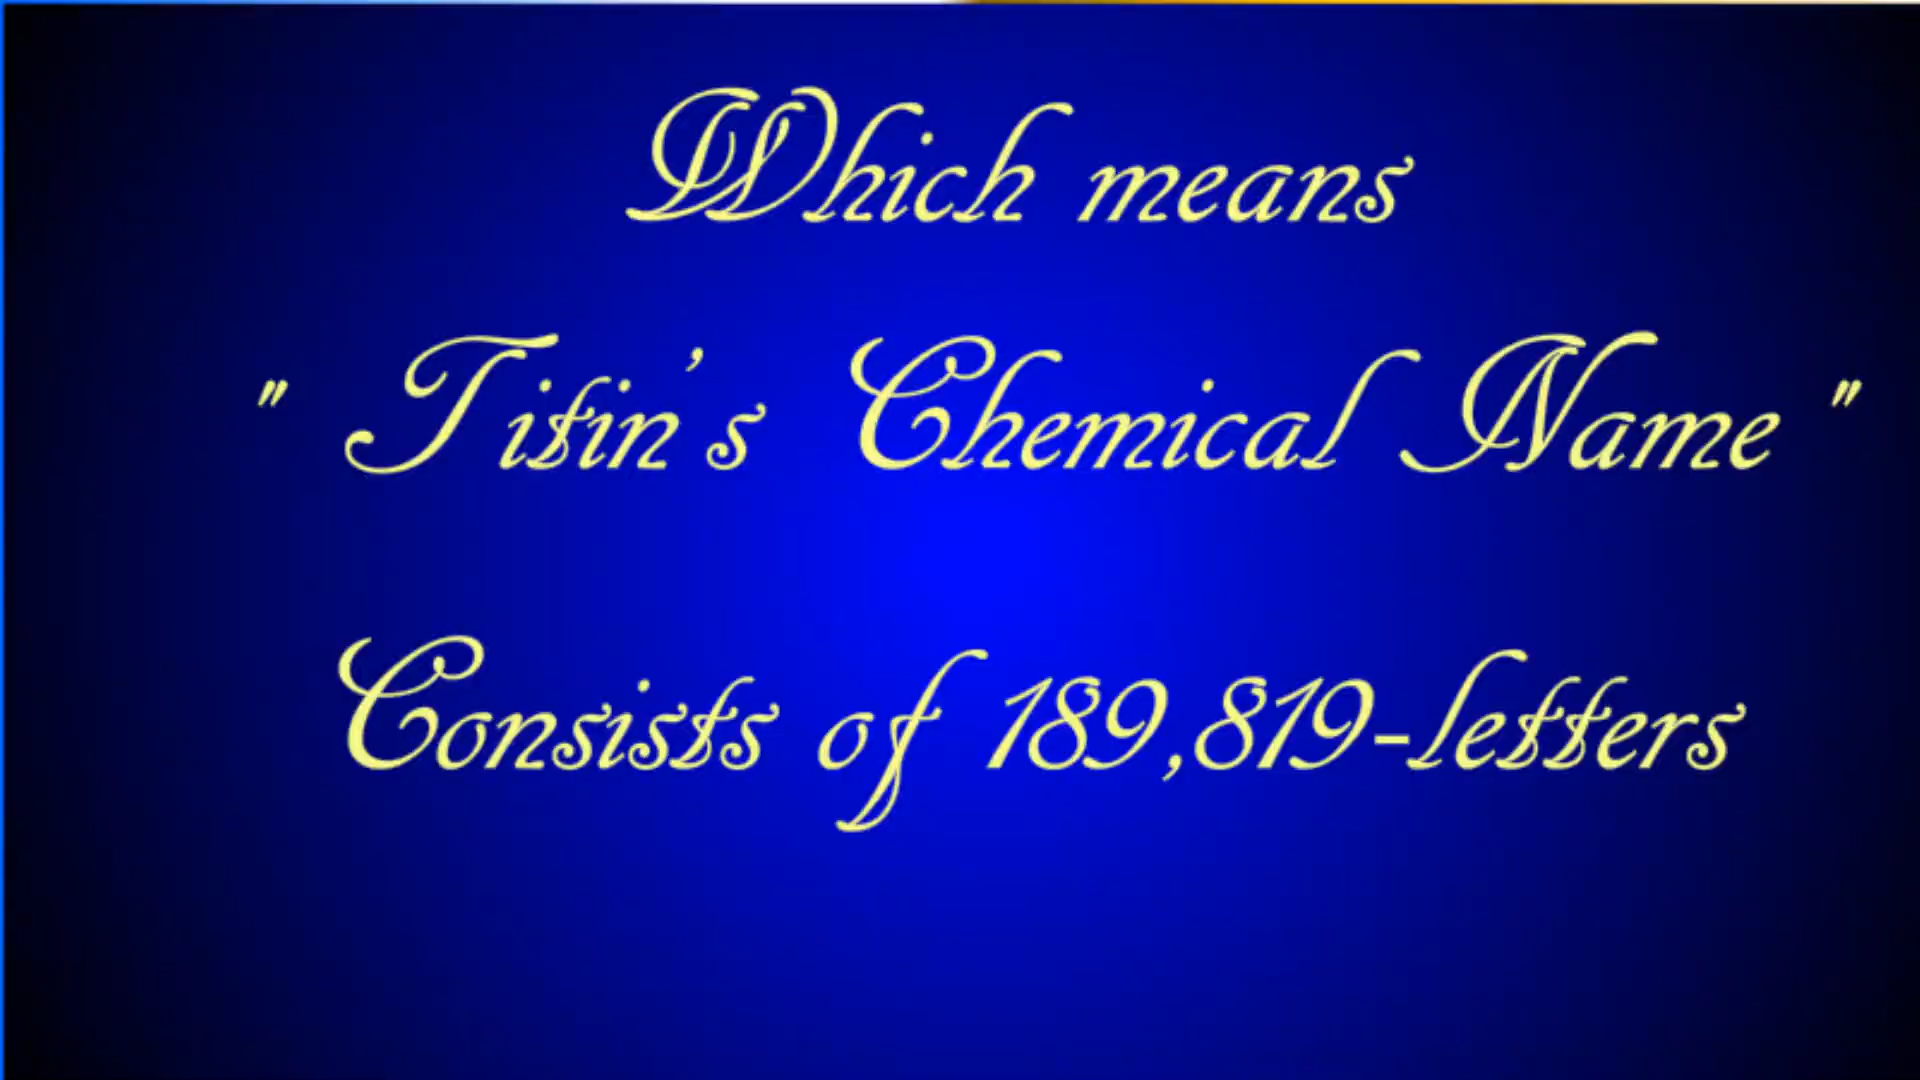 Which means
" Titin's Chemical Name "
Consists of 189,819-letters